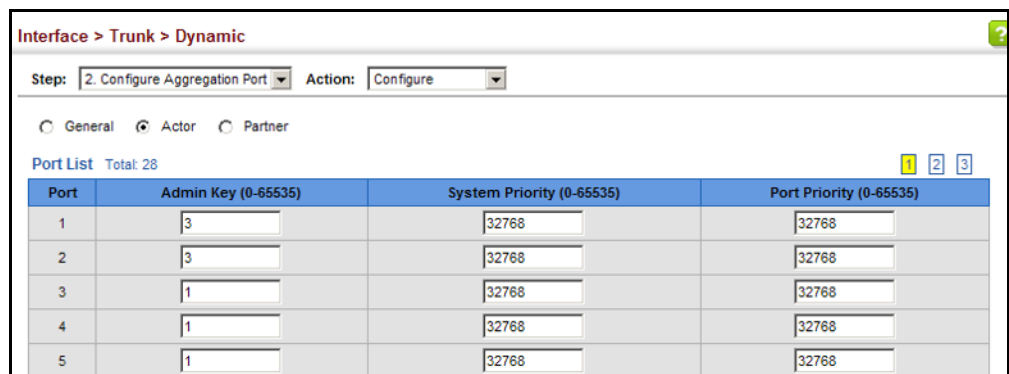 Interface > Trunk > Dynamic ?
Step: 2. Configure Aggregation Port Action: Configure
General Actor Partner
Port List Total: 28 1 2 3
Port Admin Key (0-65535) System Priority (0-65535) Port Priority (0-65535)
1 3 32768 32768
2 3 32768 32768
3 1 32768 32768
4 1 32768 32768
5 1 32768 32768